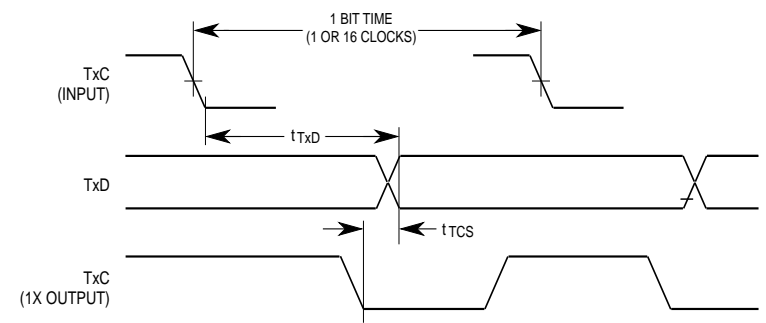 1 BIT TIME
(1 OR 16 CLOCKS)
TxC
(INPUT)
tTxD
TxD
tTCS
TxC
(1X OUTPUT)